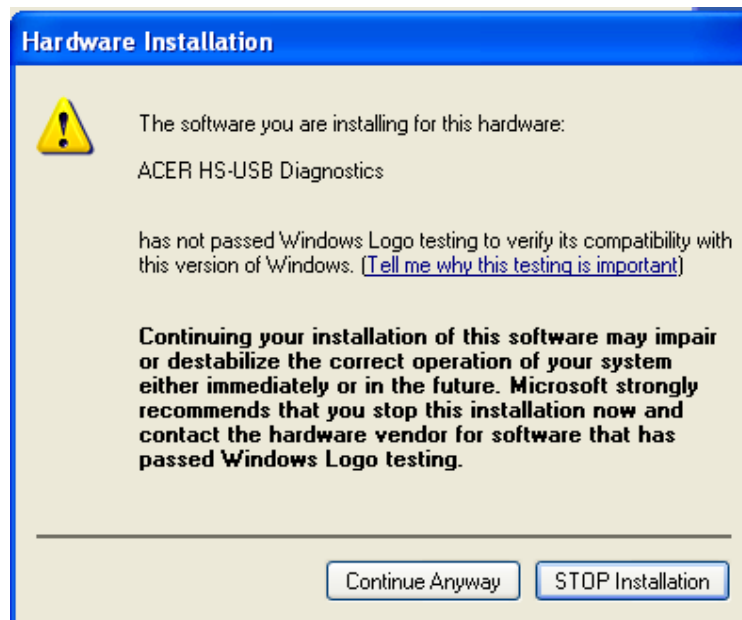 Hardware Installation
The software you are installing for this hardware:
ACER HS-USB Diagnostics
has not passed Windows Logo testing to verify its compatibility with
this version of Windows. (Tell me why this testing is important)
Continuing your installation of this software may impair
or destabilize the correct operation of your system
either immediately or in the future. Microsoft strongly
recommends that you stop this installation now and
contact the hardware vendor for software that has
passed Windows Logo testing.
Continue Anyway
STOP Installation